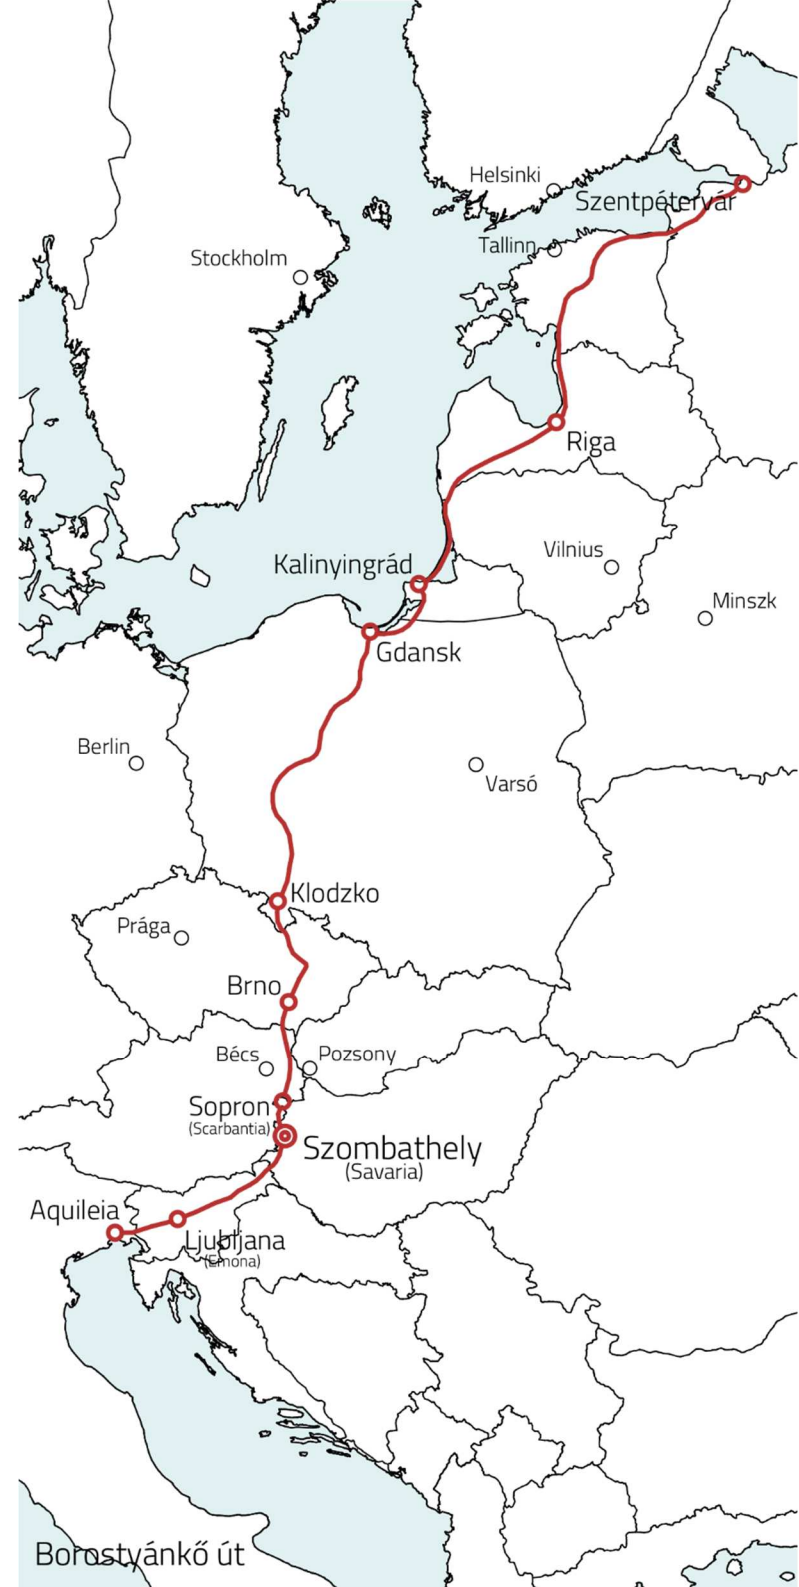 Helsinki
Szentpétervár
Tallinn
Stockholm
Riga
Vilnius
Kalinyingrád
Minszk
Gdansk
Berlin
Varsó
Klodzko
Prága
Brno
Bécs
Pozsony
Sopron
(Scarbantia)
Szombathely
(Savaria)
Aquileia
Ljubljana
(Emona)
Borostyánkő út